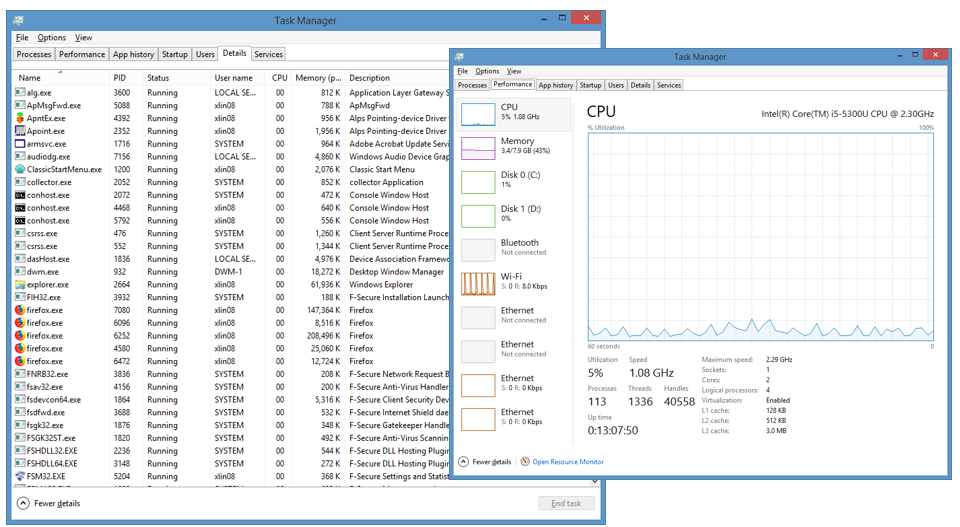 Task Manager
File Options View
Processes Performance App history Startup Users Details Services
Name PID Status User name CPU Memory (p... Description
alg.exe 3600 Running LOCAL SE... 00 812 K Application Layer Gateway S
ApMsgFwd.exe 5088 Running xlin08 00 788 K ApMsgFwd
ApntEx.exe 4392 Running xlin08 00 956 K Alps Pointing-device Driver
Apoint.exe 2352 Running xlin08 00 1,956 K Alps Pointing-device Driver
armsvc.exe 1716 Running SYSTEM 00 964 K Adobe Acrobat Update Servi
audiodg.exe 7156 Running LOCAL SE... 00 4,860 K Windows Audio Device Grap
ClassicStartMenu.exe 1200 Running xlin08 00 2,076 K Classic Start Menu
collector.exe 2052 Running SYSTEM 00 852 K collector Application
conhost.exe 2072 Running SYSTEM 00 472 K Console Window Host
conhost.exe 4468 Running xlin08 00 640 K Console Window Host
conhost.exe 5792 Running xlin08 00 556 K Console Window Host
csrss.exe 476 Running SYSTEM 00 1,260 K Client Server Runtime Proce
csrss.exe 552 Running SYSTEM 00 1,344 K Client Server Runtime Proce
dasHost.exe 1836 Running LOCAL SE... 00 4,976 K Device Association Framewo
dwm.exe 932 Running DWM-1 00 18,272 K Desktop Window Manager
explorer.exe 2664 Running xlin08 00 61,936 K Windows Explorer
FIH32.exe 3932 Running SYSTEM 00 188 K F-Secure Installation Launch
firefox.exe 7080 Running xlin08 00 147,364 K Firefox
firefox.exe 6096 Running xlin08 00 8,516 K Firefox
firefox.exe 6252 Running xlin08 00 208,496 K Firefox
firefox.exe 4580 Running xlin08 00 25,060 K Firefox
firefox.exe 6472 Running xlin08 00 12,724 K Firefox
FNRB32.exe 3836 Running SYSTEM 00 208 K F-Secure Network Request B
fsav32.exe 4156 Running SYSTEM 00 200 K F-Secure Anti-Virus Handler
fsdevcon64.exe 1864 Running SYSTEM 00 5,316 K F-Secure Client Security Dev
fsdfwd.exe 3688 Running SYSTEM 00 532 K F-Secure Internet Shield dae
fsgk32.exe 1876 Running SYSTEM 00 348 K F-Secure Gatekeeper Handle
FSGK32ST.exe 1820 Running SYSTEM 00 492 K F-Secure Anti-Virus Scannin
FSHDLL32.EXE 2236 Running SYSTEM 00 544 K F-Secure DLL Hosting Plugin
FSHDLL64.EXE 3148 Running SYSTEM 00 272 K F-Secure DLL Hosting Plugin
FSM32.EXE 5204 Running xlin08 00 368 K F-Secure Settings and Statist
Fewer details
End task
Task Manager
File Options View
Processes Performance App history Startup Users Details Services
CPU
5% 1.08 GHz
Memory
3.4/7.9 GB (43%)
Disk 0 (C:)
1%
Disk 1 (D:)
0%
Bluetooth
Not connected
Wi-Fi
S: 0 R: 8.0 Kbps
Ethernet
Not connected
Ethernet
Not connected
Ethernet
S: 0 R: 0 Kbps
Ethernet
S: 0 R: 0 Kbps
CPU Intel(R) Core(TM) i5-5300U CPU @ 2.30GHz
% Utilization 100%
60 seconds 0
Utilization Speed
5% 1.08 GHz
Processes Threads Handles
113 1336 40558
Up time
0:13:07:50
Maximum speed: 2.29 GHz
Sockets: 1
Cores: 2
Logical processors: 4
Virtualization: Enabled
L1 cache: 128 KB
L2 cache: 512 KB
L3 cache: 3.0 MB
Fewer details Open Resource Monitor